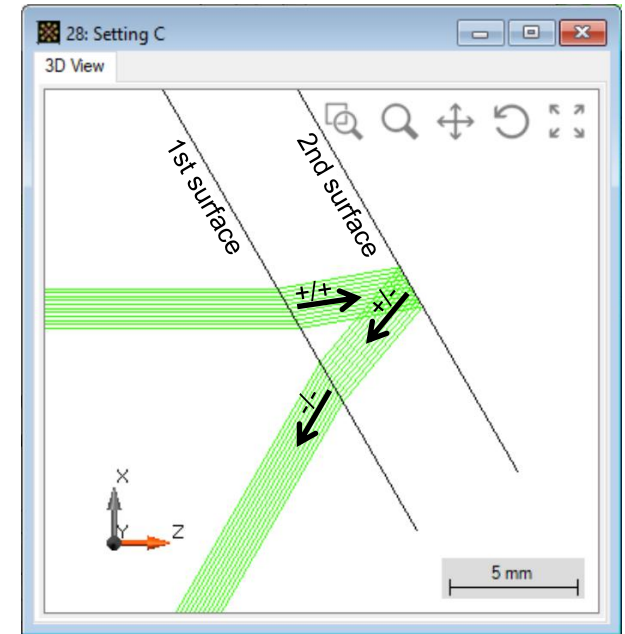 28: Setting C
3D View
1st surface
2nd surface
+/+
+/-
-/-
X
Y
Z
5 mm